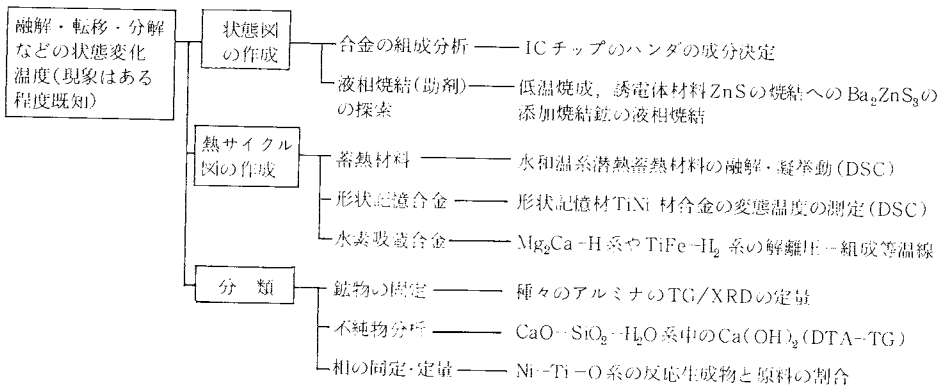 融解・転移・分解
などの状態変化
温度(現象はある
程度既知)
状態図
の作成
合金の組成分析 ICチップのハンダの成分決定
液相焼結(助剤) 低温焼成,誘電体材料ZnSの焼結へのBa₂ZnS₃の
の探索 添加焼結鉱の液相焼結
熱サイクル
図の作成
蓄熱材料 水和温系潜熱蓄熱材料の融解・凝挙動(DSC)
形状記憶合金 形状記憶材TiNi材合金の変態温度の測定(DSC)
水素吸蔵合金 Mg₂Ca-H系やTiFe-H₂系の解離圧-組成等温線
分類
鉱物の固定 種々のアルミナのTG/XRDの定量
不純物分析 CaO-SiO₂-H₂O系中のCa(OH)₂(DTA-TG)
相の同定・定量 Ni-Ti-O系の反応生成物と原料の割合